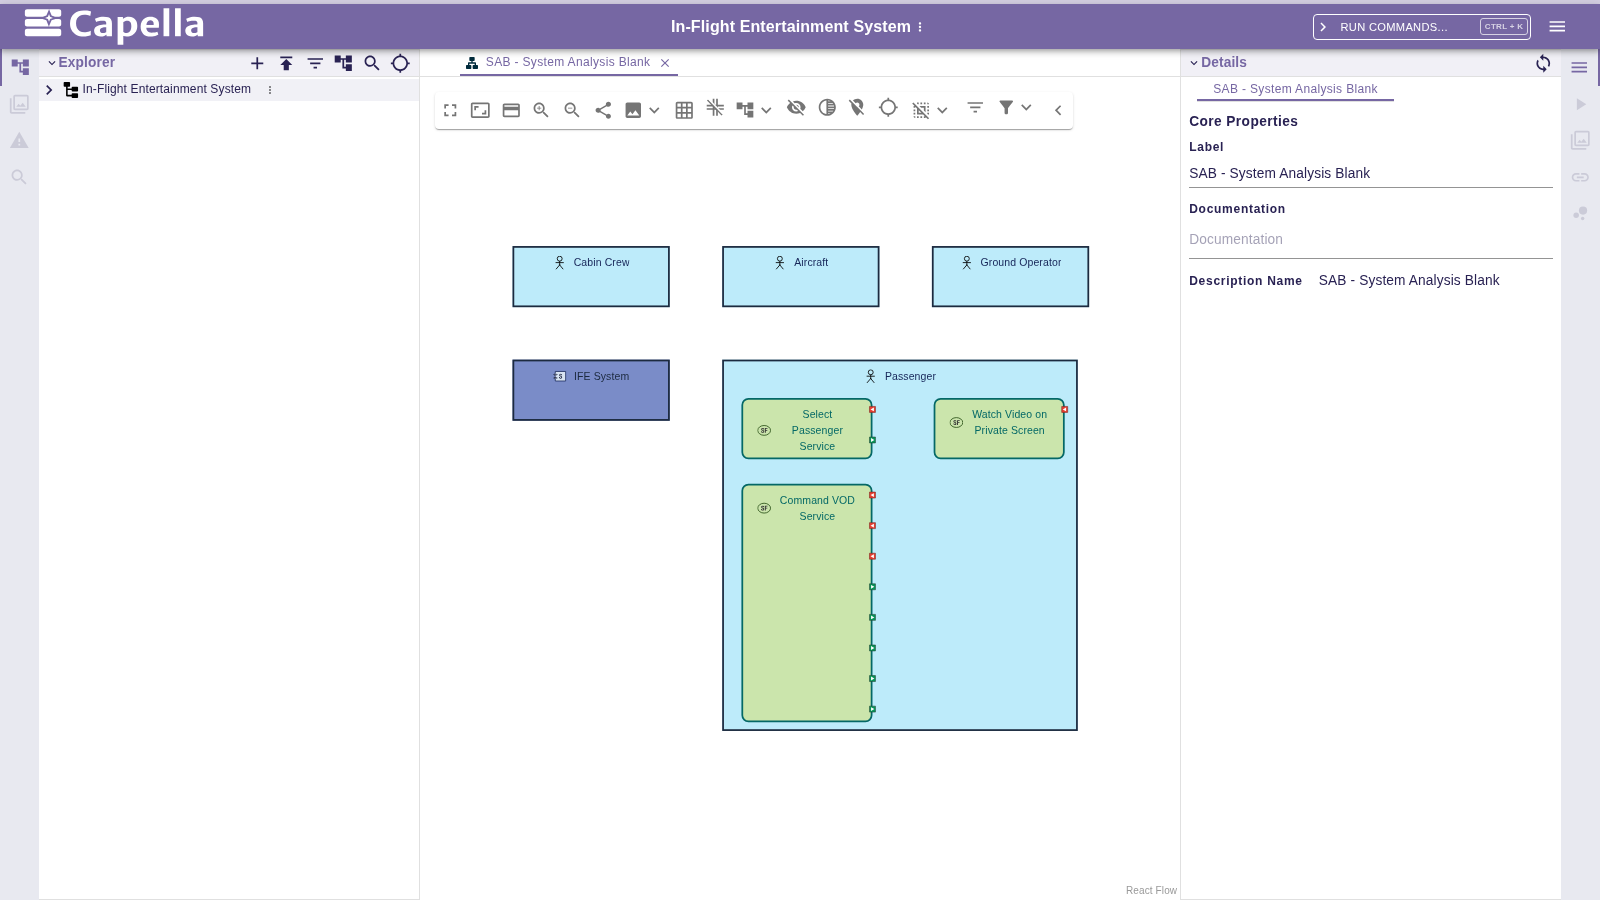 Capella
In-Flight Entertainment System
RUN COMMANDS...
CTRL + K
Explorer
In-Flight Entertainment System
SAB - System Analysis Blank
Cabin Crew
Aircraft
Ground Operator
S
IFE System
Passenger
SF
Select
Passenger
Service
SF
Watch Video on
Private Screen
SF
Command VOD
Service
React Flow
Details
SAB - System Analysis Blank
Core Properties
Label
SAB - System Analysis Blank
Documentation
Documentation
Description Name
SAB - System Analysis Blank